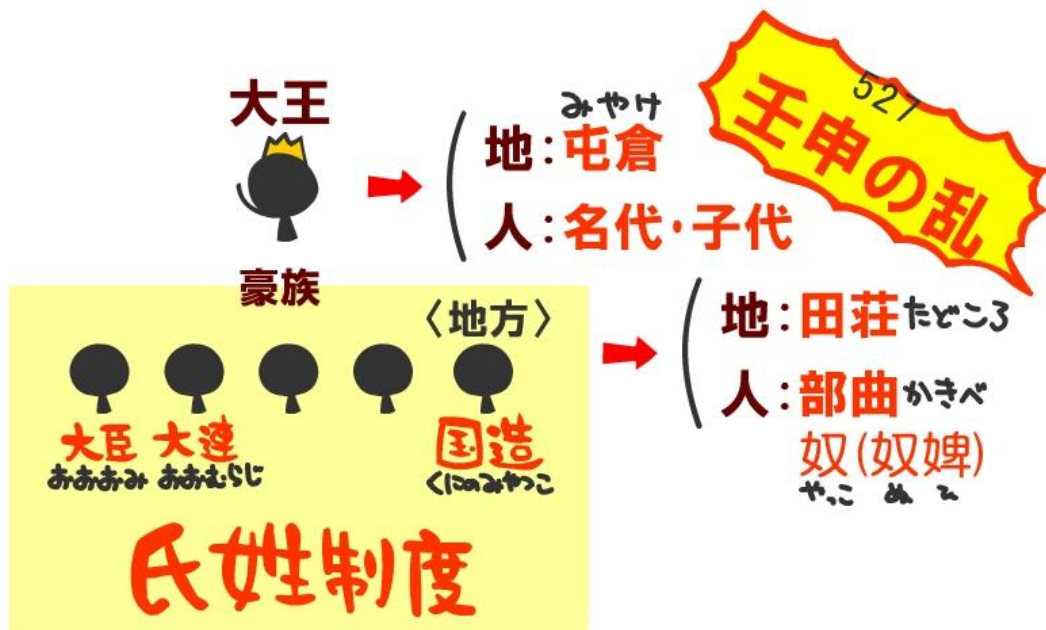 大王
みやけ
地:屯倉
人:名代・子代
527
壬申の乱
豪族
〈地方〉
大臣 大連 国造
おおおみ おおむらじ くにのみやつこ
氏姓制度
地:田荘たどころ
人:部曲かきべ
奴(奴婢)
やっこ ぬ ひ